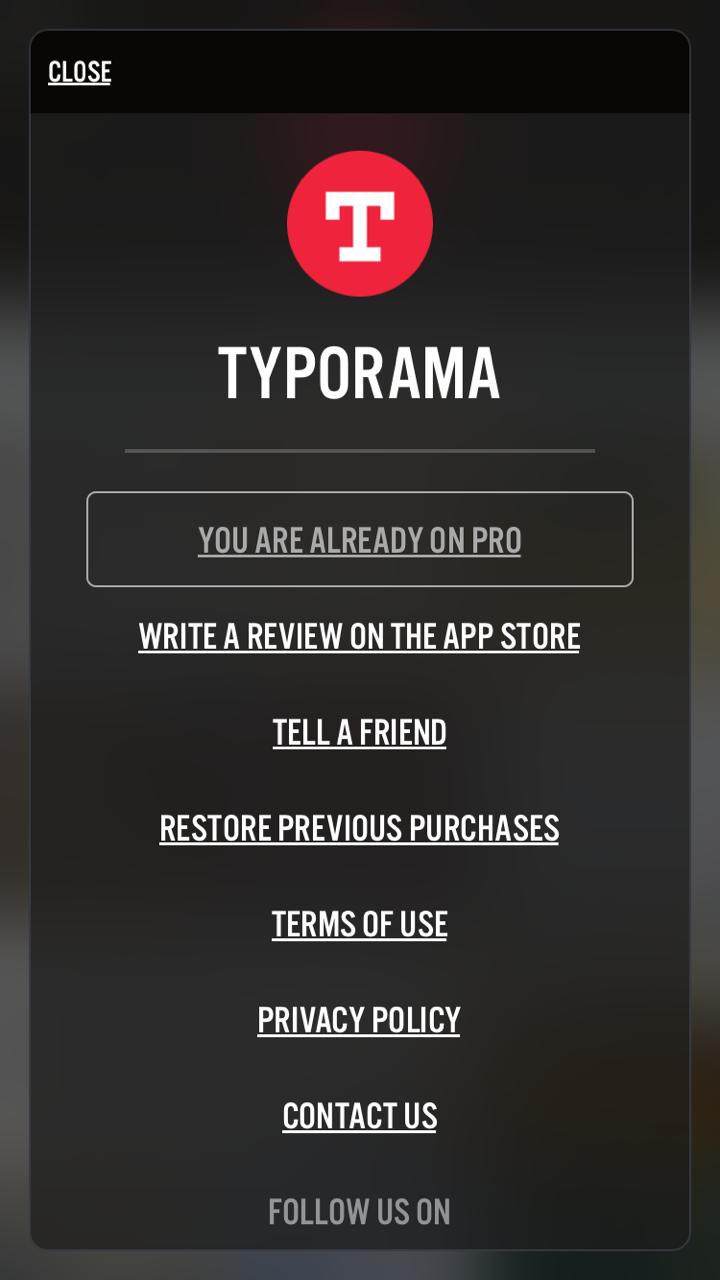 CLOSE
T
TYPORAMA
YOU ARE ALREADY ON PRO
WRITE A REVIEW ON THE APP STORE
TELL A FRIEND
RESTORE PREVIOUS PURCHASES
TERMS OF USE
PRIVACY POLICY
CONTACT US
FOLLOW US ON